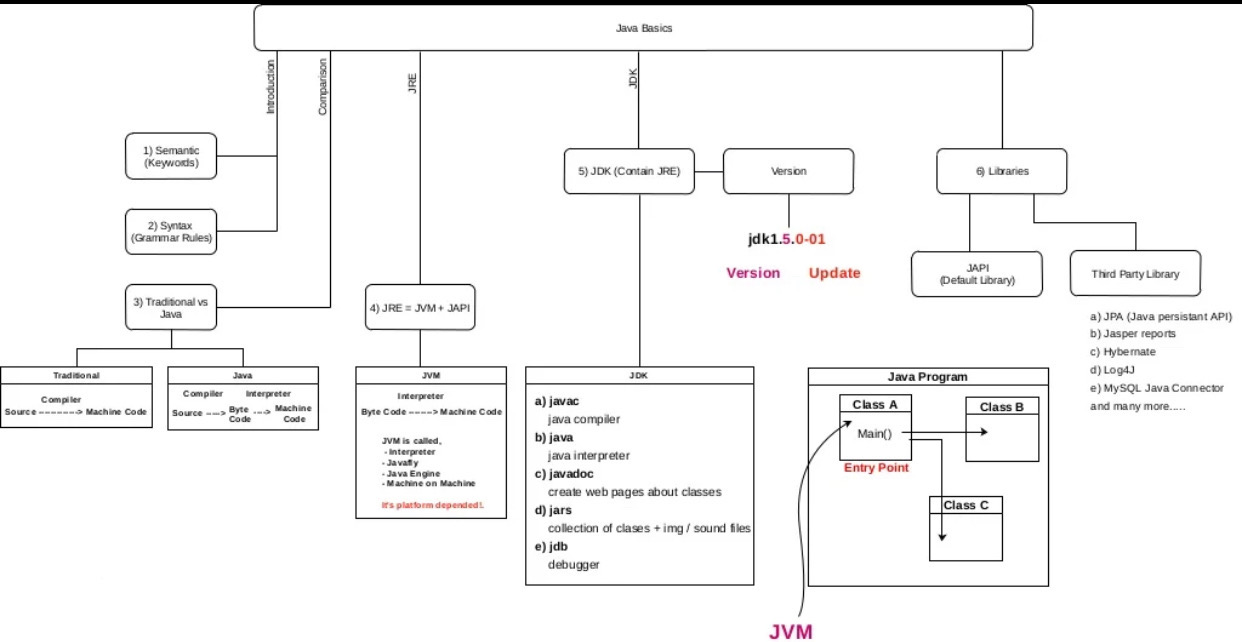 Java Basics
Introduction
Comparison
JRE
JDK
1) Semantic
(Keywords)
2) Syntax
(Grammar Rules)
3) Traditional vs
Java
4) JRE = JVM + JAPI
5) JDK (Contain JRE)
Version
jdk1.5.0-01
Version Update
6) Libraries
JAPI
(Default Library)
Third Party Library
a) JPA (Java persistant API)
b) Jasper reports
c) Hybernate
d) Log4J
e) MySQL Java Connector
and many more.....
Traditional
Compiler
Source ----------> Machine Code
Java
Compiler Interpreter
Source ----> Byte Code ----> Machine Code
JVM
Interpreter
Byte Code ------> Machine Code
JVM is called,
- Interpreter
- Javafly
- Java Engine
- Machine on Machine
It's platform depended!.
JDK
a) javac
java compiler
b) java
java interpreter
c) javadoc
create web pages about classes
d) jars
collection of clases + img / sound files
e) jdb
debugger
Java Program
Class A
Main()
Entry Point
Class B
Class C
JVM